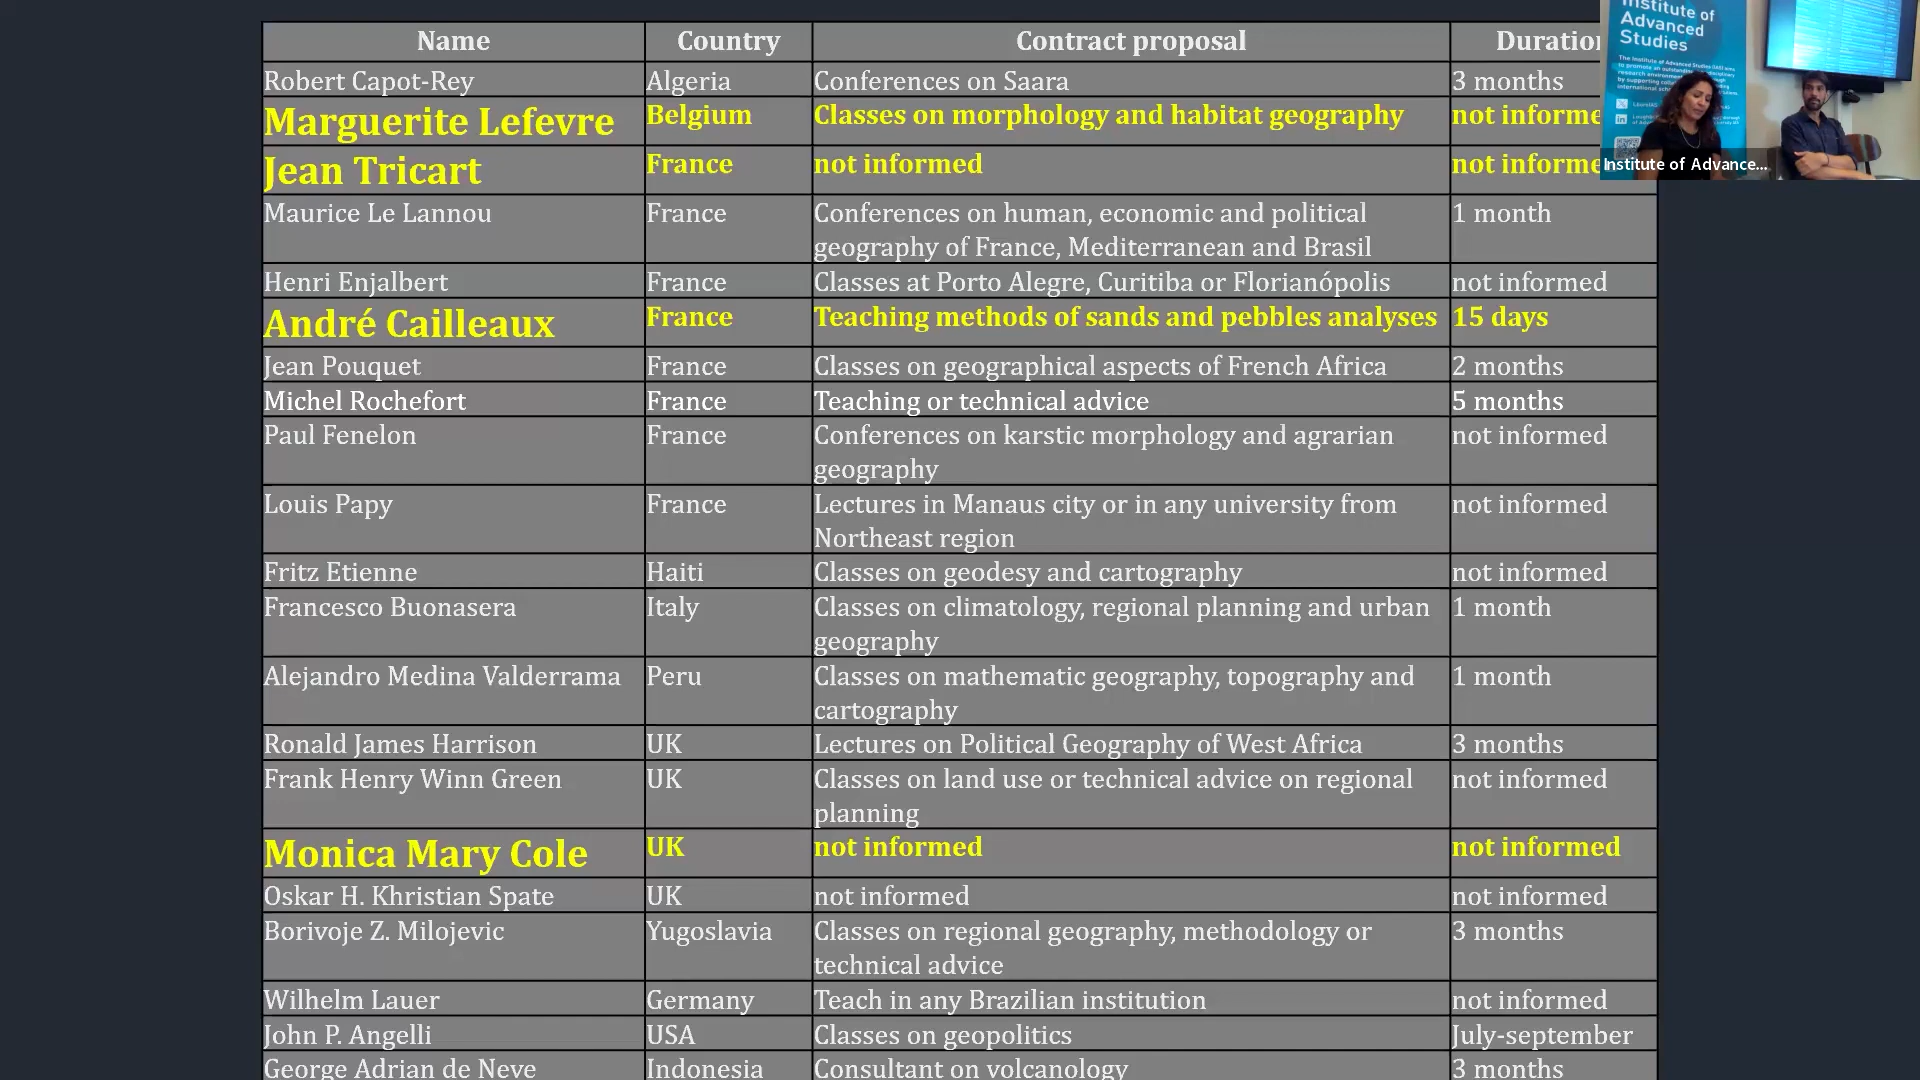 Name Country Contract proposal Duratio
Robert Capot-Rey Algeria Conferences on Saara 3 months
Marguerite Lefevre Belgium Classes on morphology and habitat geography not informe
Jean Tricart France not informed not informe
Maurice Le Lannou France Conferences on human, economic and political 1 month
geography of France, Mediterranean and Brasil
Henri Enjalbert France Classes at Porto Alegre, Curitiba or Florianópolis not informed
André Cailleaux France Teaching methods of sands and pebbles analyses 15 days
Jean Pouquet France Classes on geographical aspects of French Africa 2 months
Michel Rochefort France Teaching or technical advice 5 months
Paul Fenelon France Conferences on karstic morphology and agrarian not informed
geography
Louis Papy France Lectures in Manaus city or in any university from not informed
Northeast region
Fritz Etienne Haiti Classes on geodesy and cartography not informed
Francesco Buonasera Italy Classes on climatology, regional planning and urban 1 month
geography
Alejandro Medina Valderrama Peru Classes on mathematic geography, topography and 1 month
cartography
Ronald James Harrison UK Lectures on Political Geography of West Africa 3 months
Frank Henry Winn Green UK Classes on land use or technical advice on regional not informed
planning
Monica Mary Cole UK not informed not informed
Oskar H. Khristian Spate UK not informed not informed
Borivoje Z. Milojevic Yugoslavia Classes on regional geography, methodology or 3 months
technical advice
Wilhelm Lauer Germany Teach in any Brazilian institution not informed
John P. Angelli USA Classes on geopolitics July-september
George Adrian de Neve Indonesia Consultant on volcanology 3 months
Institute of
Advanced
Studies
Institute of Advance...